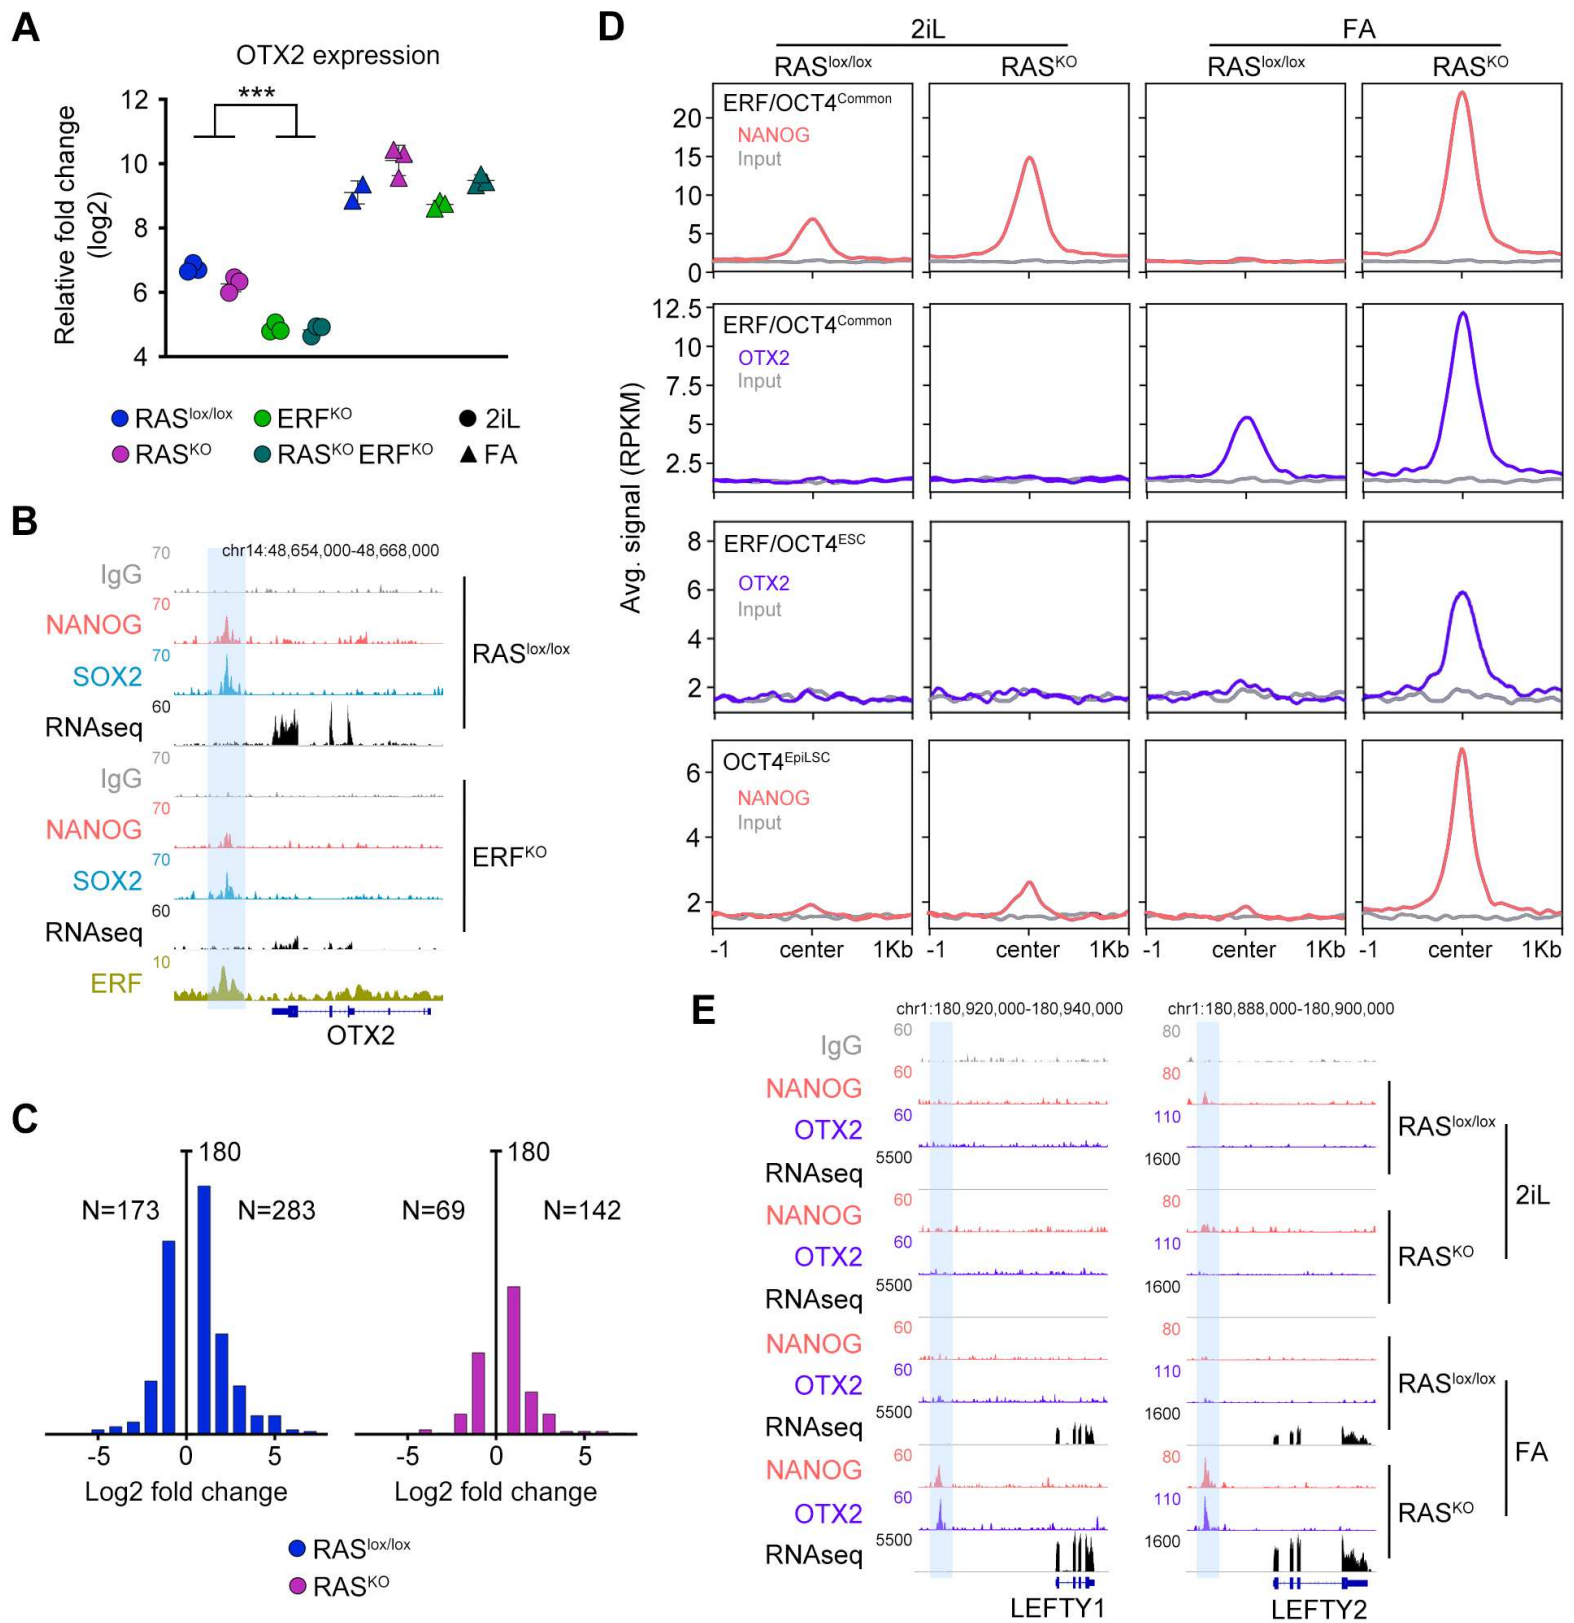 A
OTX2 expression
***
Relative fold change
(log2)
12
10
8
6
4
RASlox/lox
ERFKO
2iL
RASKO
RASKO ERFKO
FA
B
chr14:48,654,000-48,668,000
IgG
70
NANOG
70
SOX2
70
RNAseq
60
RASlox/lox
IgG
70
NANOG
70
SOX2
70
RNAseq
60
ERFKO
ERF
10
OTX2
C
180
N=173
N=283
-5
0
5
Log2 fold change
180
N=69
N=142
-5
0
5
Log2 fold change
RASlox/lox
RASKO
D
2iL
FA
RASlox/lox
RASKO
RASlox/lox
RASKO
Avg. signal (RPKM)
ERF/OCT4Common
NANOG
Input
20
15
10
5
0
ERF/OCT4Common
OTX2
Input
12.5
10
7.5
5
2.5
ERF/OCT4ESC
OTX2
Input
8
6
4
2
OCT4EpiLSC
NANOG
Input
6
4
2
-1 center 1Kb
-1 center 1Kb
-1 center 1Kb
-1 center 1Kb
E
chr1:180,920,000-180,940,000
chr1:180,888,000-180,900,000
IgG 60 80
NANOG 60 80
OTX2 60 110
RNAseq 5500 1600
RASlox/lox
NANOG 60 80
OTX2 60 110
RNAseq 5500 1600
RASKO
2iL
NANOG 60 80
OTX2 60 110
RNAseq 5500 1600
RASlox/lox
NANOG 60 80
OTX2 60 110
RNAseq 5500 1600
RASKO
FA
LEFTY1
LEFTY2